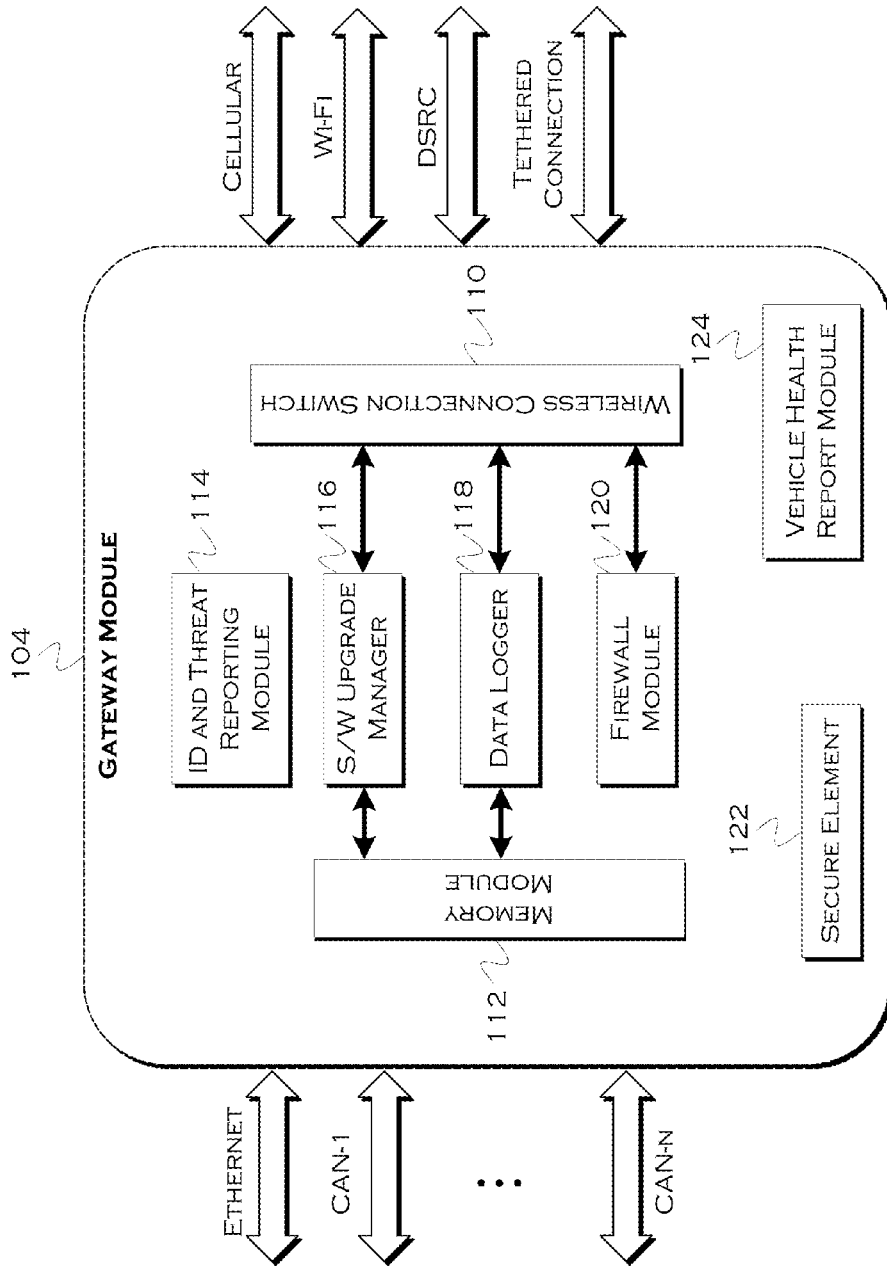 104
GATEWAY MODULE
ETHERNET
CAN-1
CAN-N
CELLULAR
WI-FI
DSRC
TETHERED
CONNECTION
ID AND THREAT
REPORTING
MODULE
114
S/W UPGRADE
MANAGER
116
DATA LOGGER
118
FIREWALL
MODULE
120
MEMORY
MODULE
112
WIRELESS CONNECTION SWITCH
110
SECURE ELEMENT
122
VEHICLE HEALTH
REPORT MODULE
124